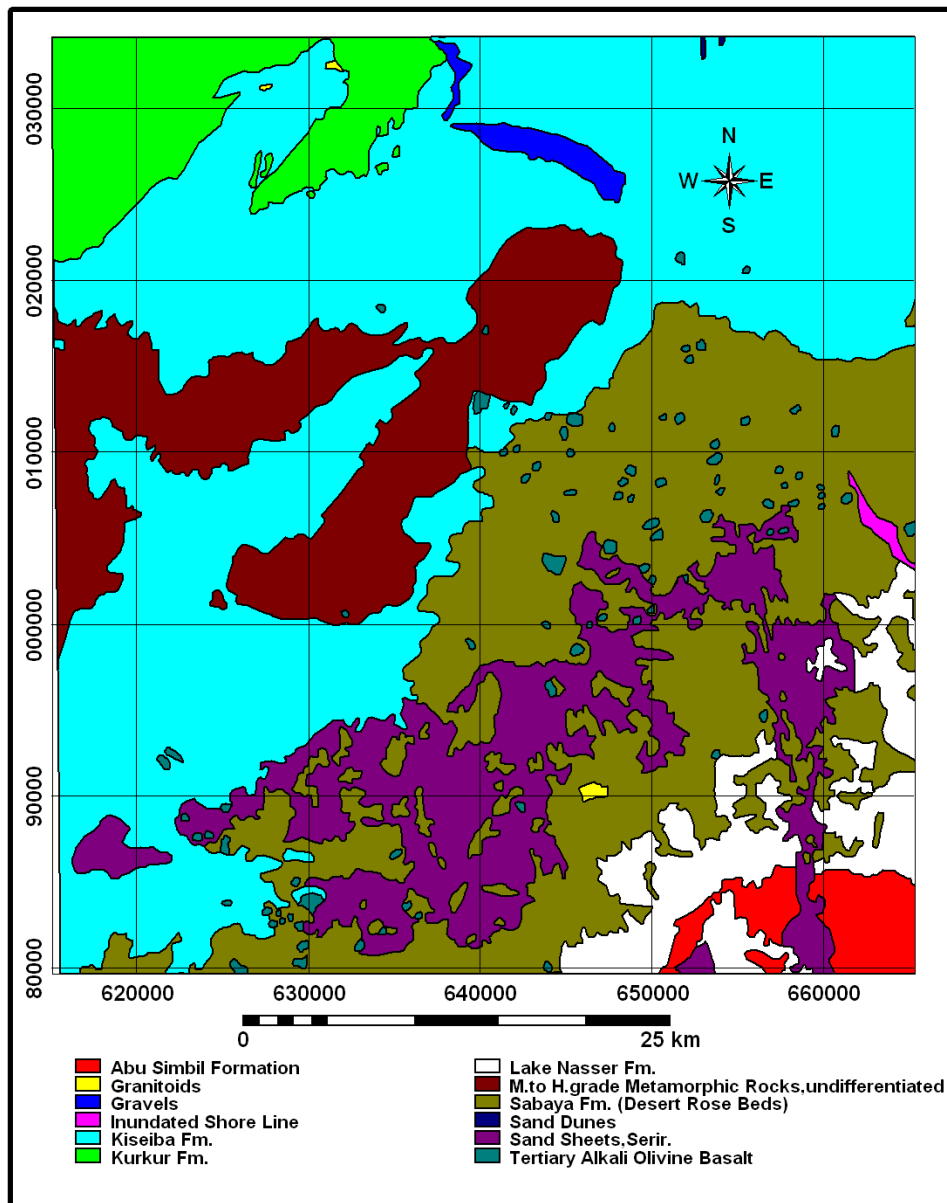 N
W E
S
030000
020000
010000
000000
090000
80000
620000 630000 640000 650000 660000
0 25 km
Abu Simbil Formation
Granitoids
Gravels
Inundated Shore Line
Kiseiba Fm.
Kurkur Fm.
Lake Nasser Fm.
M.to H.grade Metamorphic Rocks,undifferentiated
Sabaya Fm. (Desert Rose Beds)
Sand Dunes
Sand Sheets,Serir.
Tertiary Alkali Olivine Basalt